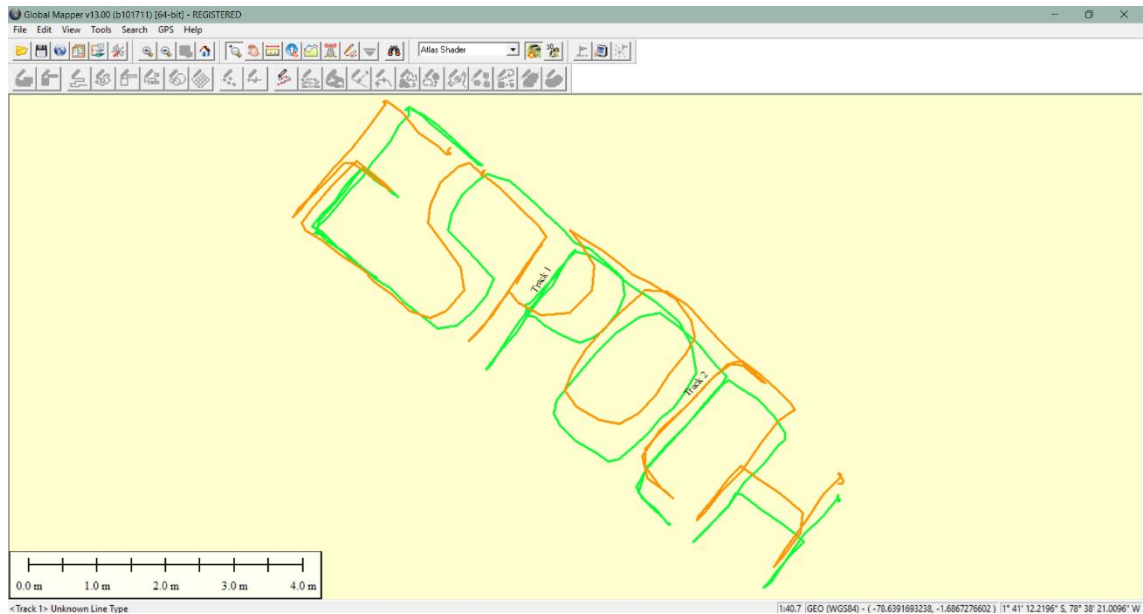 Global Mapper v13.00 (b101711) [64-bit] - REGISTERED
File Edit View Tools Search GPS Help
Atlas Shader
ESPOCH
Track 1
Track 2
0.0 m 1.0 m 2.0 m 3.0 m 4.0 m
<Track 1> Unknown Line Type
1:40.7 GEO (WGS84) - ( -78.6391693238, -1.6867276602 ) 1° 41' 12.2196" S, 78° 38' 21.0096" W